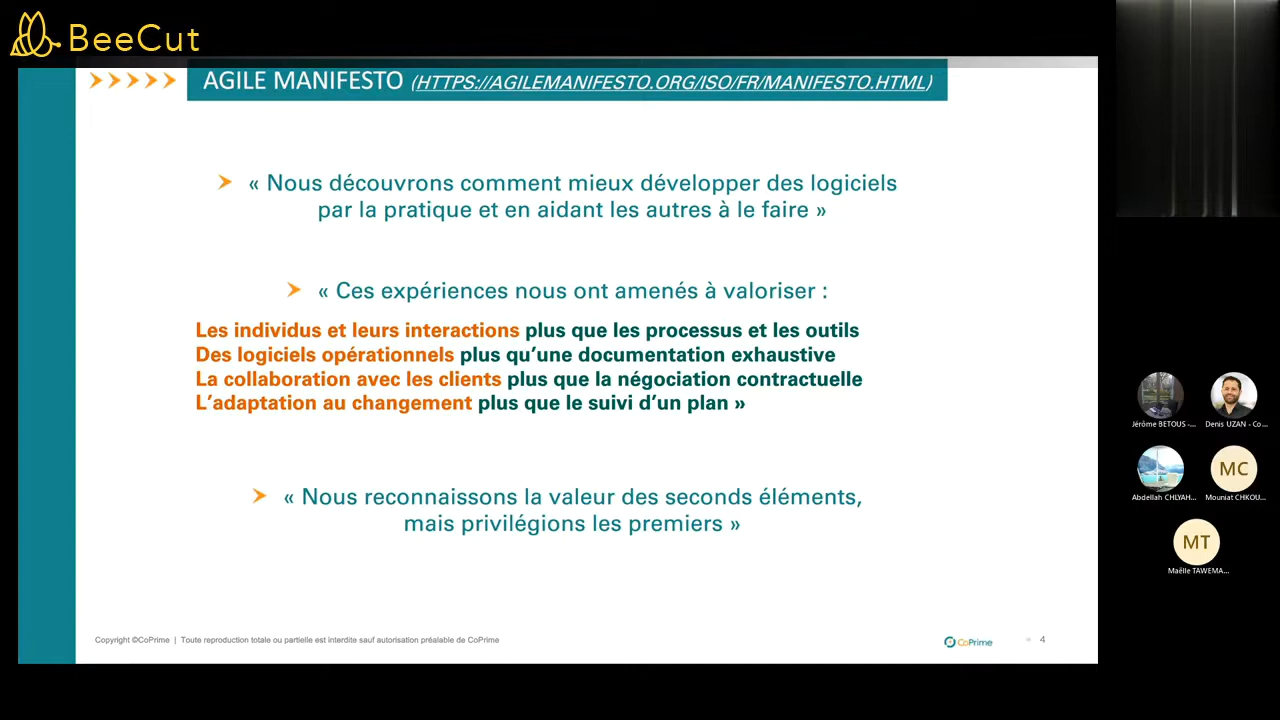 BeeCut
AGILE MANIFESTO (HTTPS://AGILEMANIFESTO.ORG/ISO/FR/MANIFESTO.HTML)
« Nous découvrons comment mieux développer des logiciels
par la pratique et en aidant les autres à le faire »
« Ces expériences nous ont amenés à valoriser :
Les individus et leurs interactions plus que les processus et les outils
Des logiciels opérationnels plus qu’une documentation exhaustive
La collaboration avec les clients plus que la négociation contractuelle
L’adaptation au changement plus que le suivi d’un plan »
« Nous reconnaissons la valeur des seconds éléments,
mais privilégions les premiers »
Copyright ©CoPrime | Toute reproduction totale ou partielle est interdite sauf autorisation préalable de CoPrime
CoPrime
4
Jérôme BETOUS -...
Denis UZAN - Co...
Abdellah CHLYAH...
MC
Mouniat CHKOU...
MT
Maëlle TAWEMA...